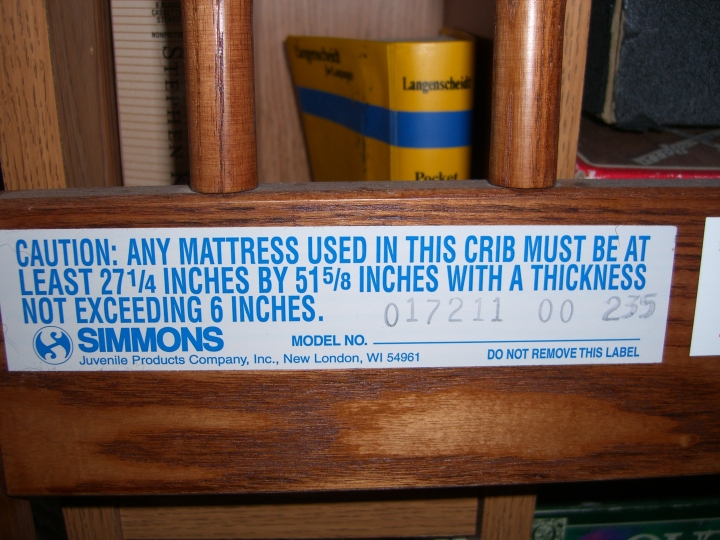 STEPHEN
Langenscheidt
Langenscheidt
Pocket
CAUTION: ANY MATTRESS USED IN THIS CRIB MUST BE AT
LEAST 27 1/4 INCHES BY 51 5/8 INCHES WITH A THICKNESS
NOT EXCEEDING 6 INCHES.
017211 00 235
SIMMONS
Juvenile Products Company, Inc., New London, WI 54961
MODEL NO.
DO NOT REMOVE THIS LABEL